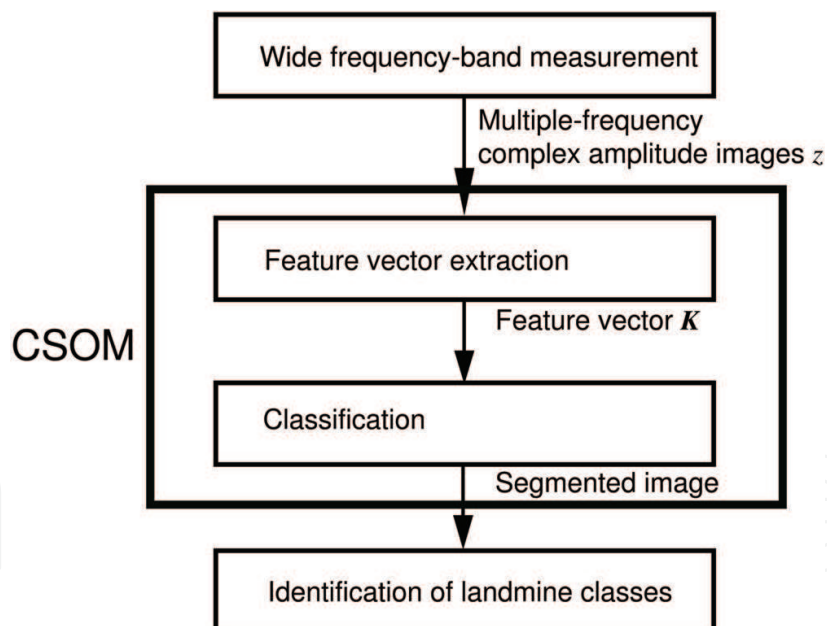 Wide frequency-band measurement
Multiple-frequency
complex amplitude images z
Feature vector extraction
Feature vector K
CSOM
Classification
Segmented image
Identification of landmine classes